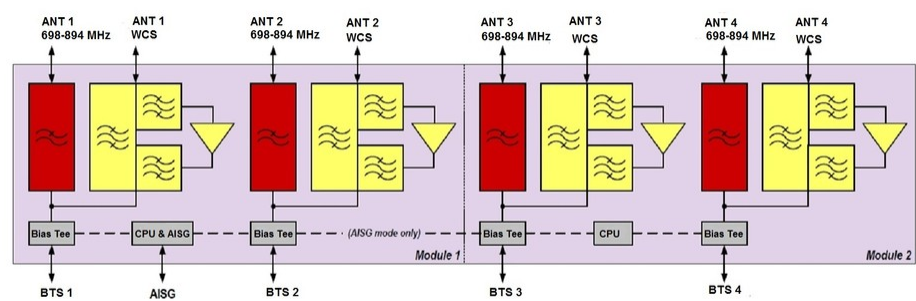 ANT 1
698-894 MHz
ANT 1
WCS
ANT 2
698-894 MHz
ANT 2
WCS
ANT 3
698-894 MHz
ANT 3
WCS
ANT 4
698-894 MHz
ANT 4
WCS
Bias Tee
CPU & AISG
Bias Tee
(AISG mode only)
Bias Tee
CPU
Bias Tee
Module 1
Module 2
BTS 1
AISG
BTS 2
BTS 3
BTS 4